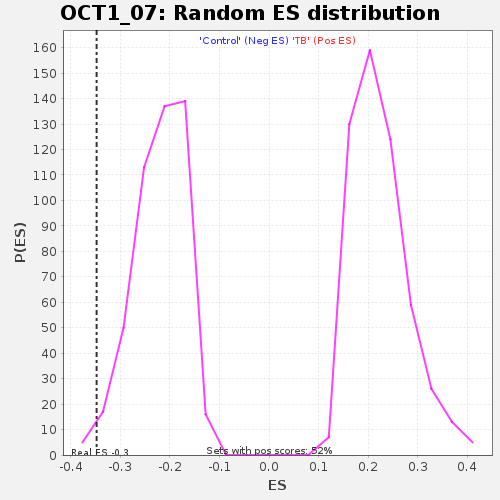 OCT1_07: Random ES distribution
'Control' (Neg ES) 'TB' (Pos ES)
160
150
140
130
120
110
100
90
80
70
60
50
40
30
20
10
0
P(ES)
Real ES -0.3
Sets with pos scores: 52%
-0.4 -0.3 -0.2 -0.1 0.0 0.1 0.2 0.3 0.4
ES